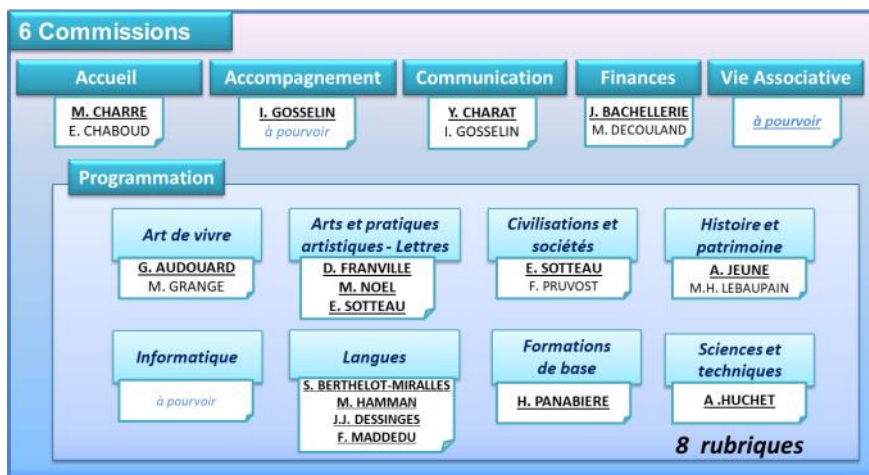 6 Commissions
Accueil
M. CHARRE
E. CHABOUD
Accompagnement
I. GOSSELIN
à pourvoir
Communication
Y. CHARAT
I. GOSSELIN
Finances
J. BACHELLERIE
M. DECOULAND
Vie Associative
à pourvoir
Programmation
Art de vivre
G. AUDOUARD
M. GRANGE
Arts et pratiques
artistiques - Lettres
D. FRANVILLE
M. NOEL
E. SOTTEAU
Civilisations et
sociétés
E. SOTTEAU
F. PRUVOST
Histoire et
patrimoine
A. JEUNE
M.H. LEBAUPAIN
Informatique
à pourvoir
Langues
S. BERTHELOT-MIRALLES
M. HAMMAN
J.J. DESSINGES
F. MADDEDU
Formations
de base
H. PANABIERE
Sciences et
techniques
A .HUCHET
8 rubriques